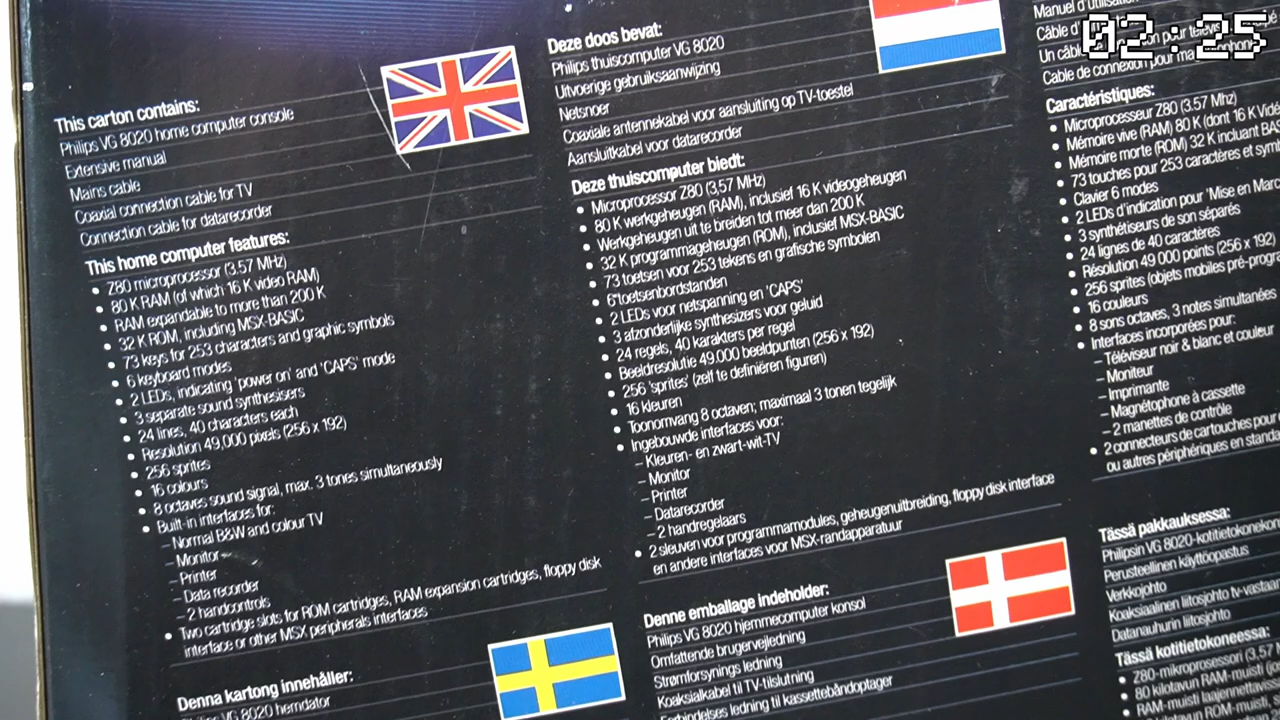 This carton contains:
Philips VG 8020 home computer console
Extensive manual
Mains cable
Coaxial connection cable for TV
Connection cable for datarecorder
This home computer features:
• Z80 microprocessor (3.57 MHz)
• 80 K RAM (of which 16 K video RAM)
• RAM expandable to more than 200 K
• 32 K ROM, including MSX-BASIC
• 73 keys for 253 characters and graphic symbols
• 6 keyboard modes
• 2 LEDs, indicating 'power on' and 'CAPS' mode
• 3 separate sound synthesisers
• 24 lines, 40 characters each
• Resolution 49,000 pixels (256 x 192)
• 256 sprites
• 16 colours
• 8 octaves sound signal, max. 3 tones simultaneously
• Built-in interfaces for:
– Normal B&W and colour TV
– Monitor
– Printer
– Data recorder
– 2 handcontrols
• Two cartridge slots for ROM cartridges, RAM expansion cartridges, floppy disk
interface or other MSX peripherals interfaces
Denna kartong innehåller:
Philips VG 8020 hemdator
Deze doos bevat:
Philips thuiscomputer VG 8020
Uitvoerige gebruiksaanwijzing
Netsnoer
Coaxiale antennekabel voor aansluiting op TV-toestel
Aansluitkabel voor datarecorder
Deze thuiscomputer biedt:
• Microprocessor Z80 (3,57 MHz)
• 80 K werkgeheugen (RAM), inclusief 16 K videogeheugen
• Werkgeheugen uit te breiden tot meer dan 200 K
• 32 K programageheugen (ROM), inclusief MSX-BASIC
• 73 toetsen voor 253 tekens en grafische symbolen
• 6 toetsenbordstanden
• 2 LEDs voor netspanning en 'CAPS'
• 3 afzonderlijke synthesizers voor geluid
• 24 regels, 40 karakters per regel
• Beeldresolutie 49.000 beeldpunten (256 x 192)
• 256 'sprites' (zelf te definiëren figuren)
• 16 kleuren
• Toonomvang 8 octaven; maximaal 3 tonen tegelijk
• Ingebouwde interfaces voor:
– Kleuren- en zwart-wit-TV
– Monitor
– Printer
– Datarecorder
– 2 handregelaars
• 2 sleuven voor programmamodules, geheugenuitbreiding, floppy disk interface
en andere interfaces voor MSX-randapparatuur
Denne emballage indeholder:
Philips VG 8020 hjemmecomputer konsol
Omfattende brugervejledning
Strømforsynings ledning
Koaksialkabel til TV-tilslutning
Forbindelses ledning til kassettebåndoptager
02:25
Manuel d'utilisation
Câble d'
Un câble pour
Cable de connexion pour
Caractéristiques:
• Microprocesseur Z80 (3.57 Mhz)
• Mémoire vive (RAM) 80 K (dont 16 K Vidé
• Mémoire morte (ROM) 32 K incluant BA
• 73 touches pour 253 caractères et symb
• Clavier 6 modes
• 2 LEDs d'indication pour 'Mise en Marc
• 3 synthétiseurs de son séparés
• 24 lignes de 40 caractères
• Résolution 49 000 points (256 x 192)
• 256 sprites (objets mobiles pré-progra
• 16 couleurs
• 8 sons octaves, 3 notes simultanées
• Interfaces incorporées pour:
– Téléviseur noir & blanc et couleur
– Moniteur
– Imprimante
– Magnétophone à cassette
– 2 manettes de contrôle
• 2 connecteurs de cartouches pour
ou autres périphériques en standa
Tässä pakkauksessa:
Philipsin VG 8020-kotitietokonekon
Perusteellinen käyttöopastus
Verkkojohto
Koaksiaalinen liitosjohto tv-vastaa
Datanauhurin liitosjohto
Tässä kotitietokoneessa:
• Z80-mikroprosessori (3,57
• 80 kilotavun RAM-muisti
• RAM-muisti laajennettavis